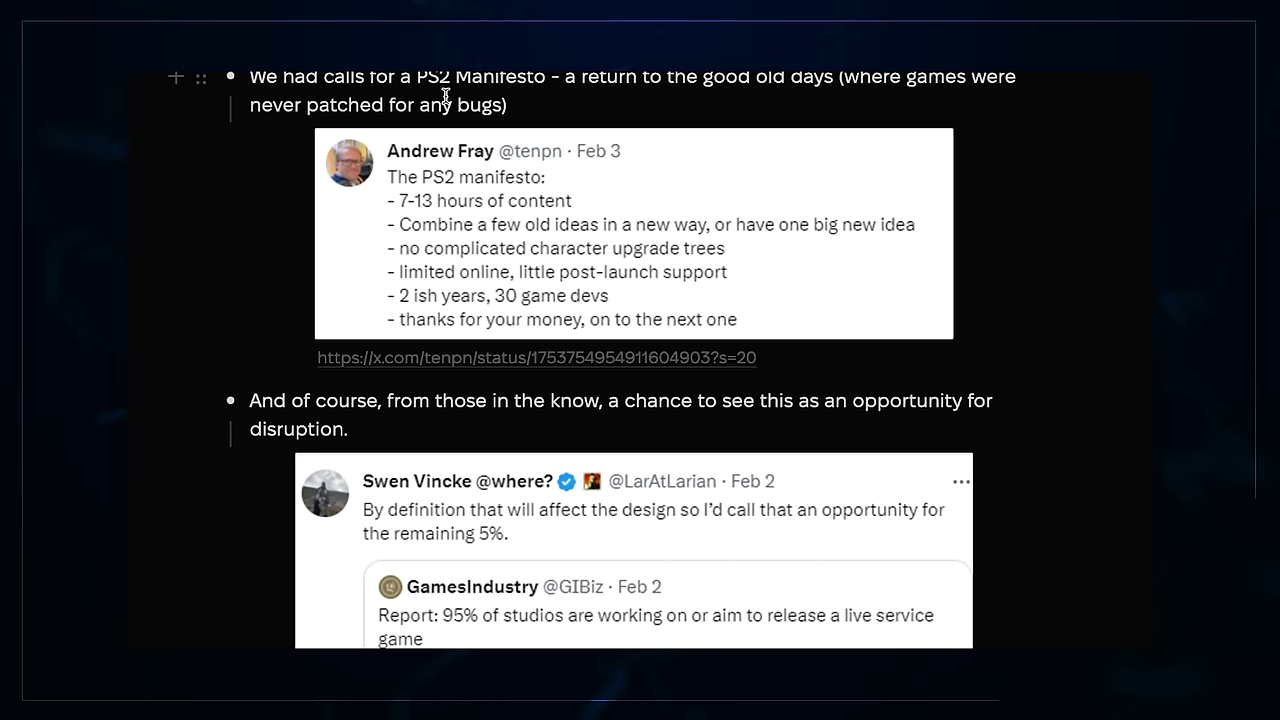 We had calls for a PS2 Manifesto - a return to the good old days (where games were
never patched for any bugs)
Andrew Fray @tenpn · Feb 3
The PS2 manifesto:
- 7-13 hours of content
- Combine a few old ideas in a new way, or have one big new idea
- no complicated character upgrade trees
- limited online, little post-launch support
- 2 ish years, 30 game devs
- thanks for your money, on to the next one
https://x.com/tenpn/status/1753754954911604903?s=20
And of course, from those in the know, a chance to see this as an opportunity for
disruption.
Swen Vincke @where? @LarAtLarian · Feb 2
By definition that will affect the design so I'd call that an opportunity for
the remaining 5%.
GamesIndustry @GIBiz · Feb 2
Report: 95% of studios are working on or aim to release a live service
game